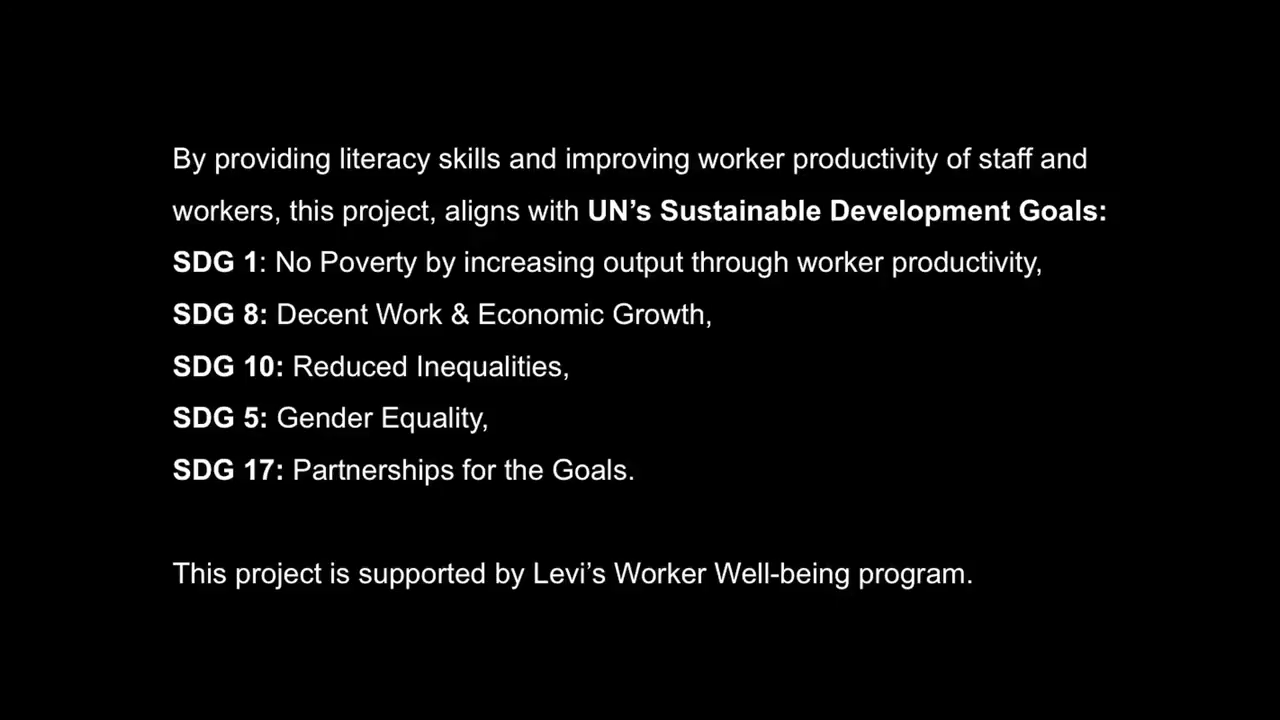 By providing literacy skills and improving worker productivity of staff and
workers, this project, aligns with UN’s Sustainable Development Goals:
SDG 1: No Poverty by increasing output through worker productivity,
SDG 8: Decent Work & Economic Growth,
SDG 10: Reduced Inequalities,
SDG 5: Gender Equality,
SDG 17: Partnerships for the Goals.
This project is supported by Levi’s Worker Well-being program.